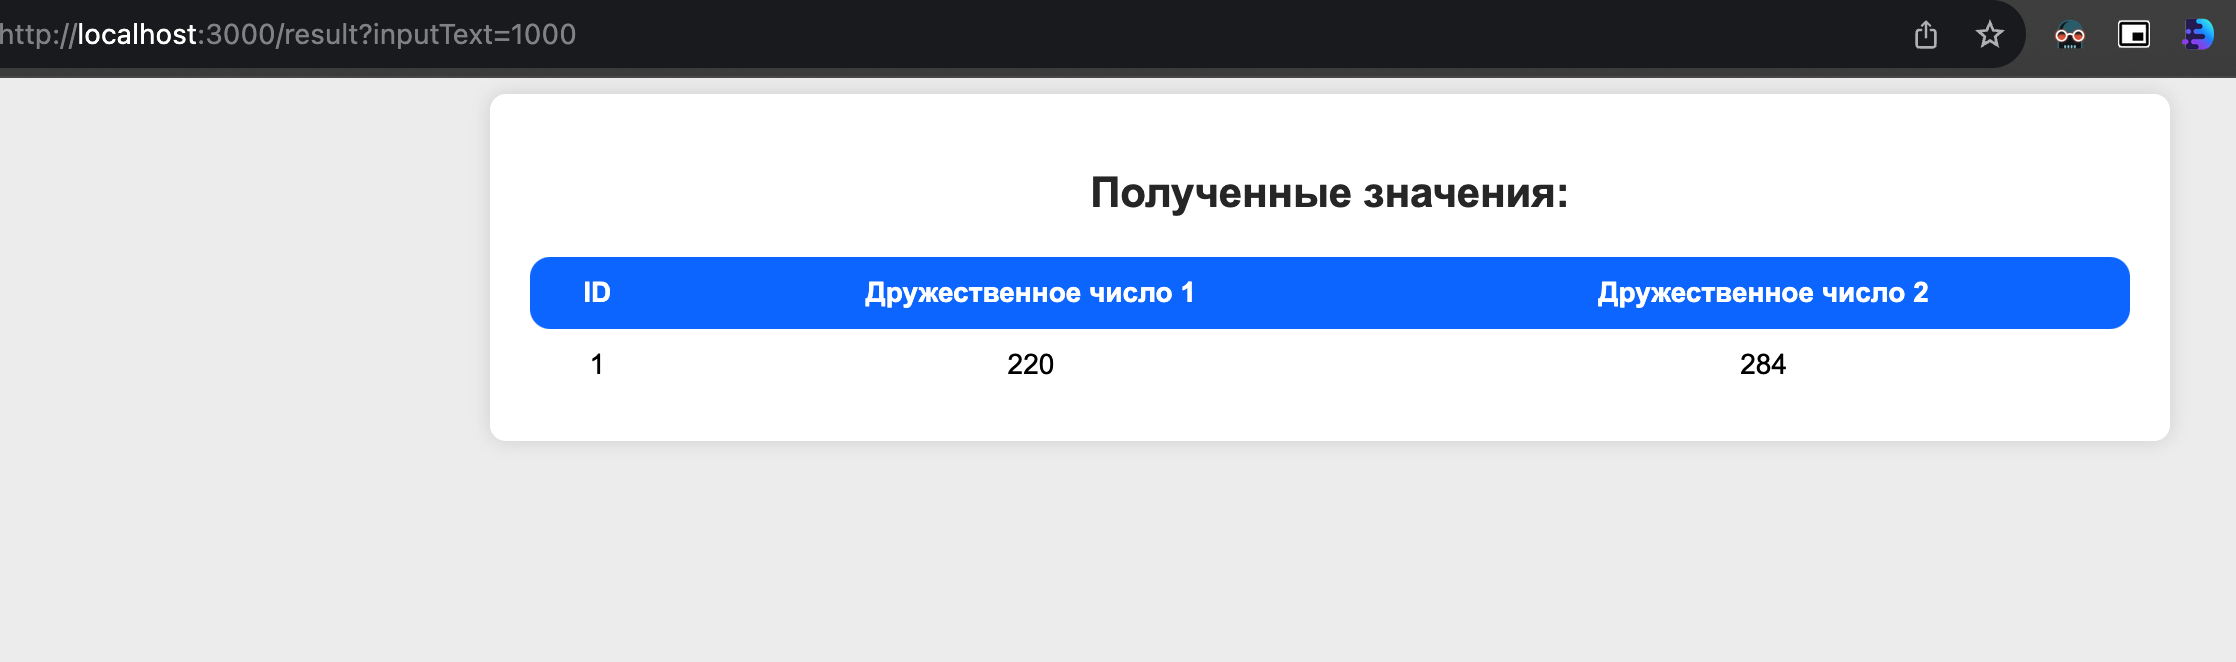 http://localhost:3000/result?inputText=1000
Полученные значения:
ID Дружественное число 1 Дружественное число 2
1 220 284